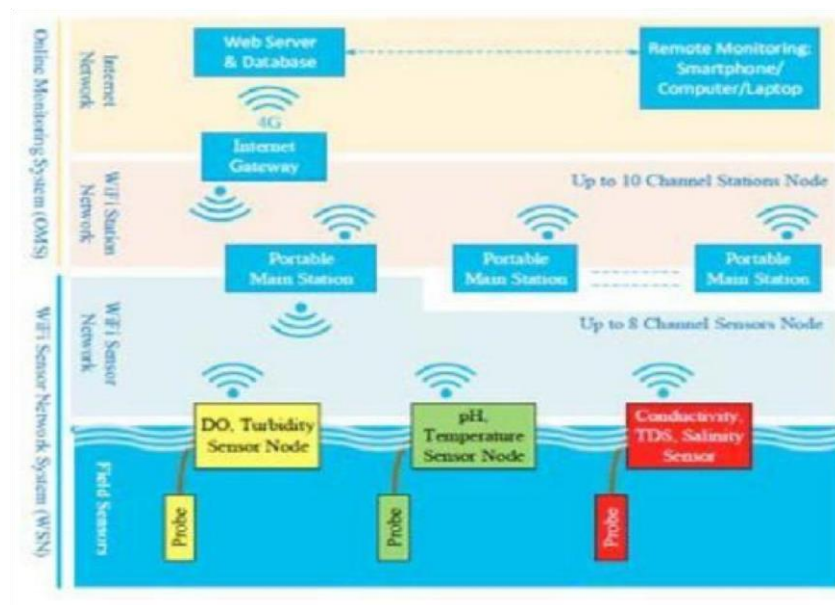 Online Monitoring System (OMS)
Internet
Network
Web Server
& Database
Remote Monitoring:
Smartphone/
Computer/Laptop
4G
Internet
Gateway
WiFi Station
Network
Up to 10 Channel Stations Node
Portable
Main Station
Portable
Main Station
Portable
Main Station
WiFi Sensor Network System (WSN)
WiFi Sensor
Network
Up to 8 Channel Sensors Node
DO, Turbidity
Sensor Node
pH,
Temperature
Sensor Node
Conductivity,
TDS, Salinity
Sensor
Field Sensors
Probe
Probe
Probe